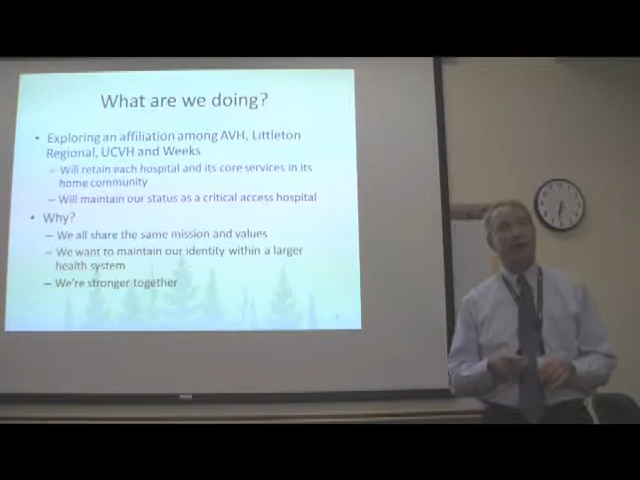 What are we doing?
• Exploring an affiliation among AVH, Littleton
Regional, UCVH and Weeks
– Will retain each hospital and its core services in its
home community
– Will maintain our status as a critical access hospital
• Why?
– We all share the same mission and values
– We want to maintain our identity within a larger
health system
– We're stronger together